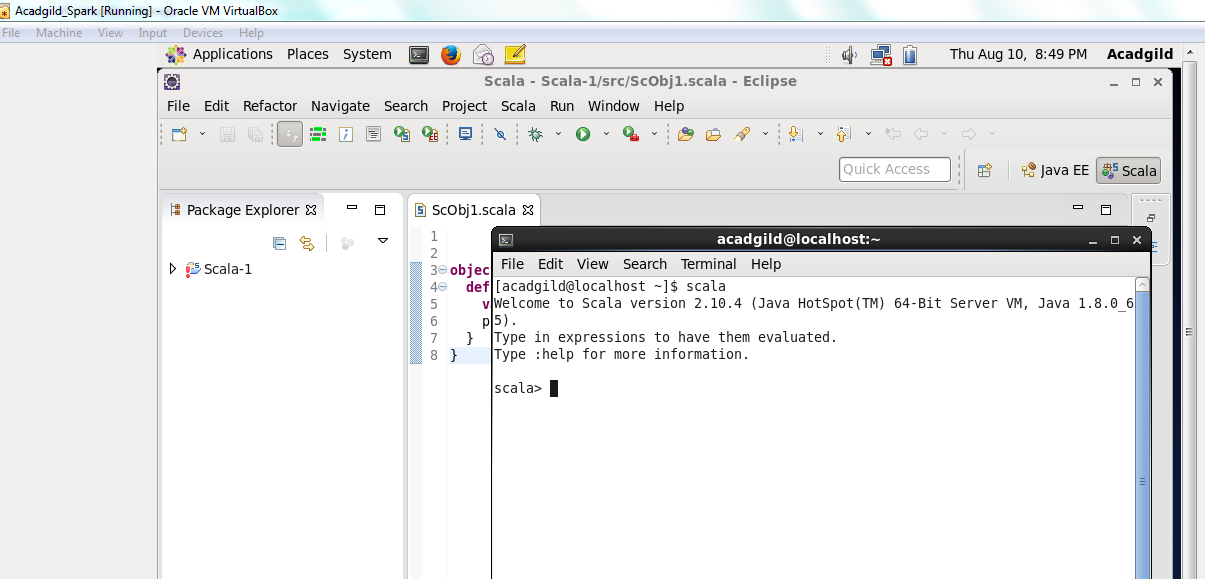 Acadgild_Spark [Running] - Oracle VM VirtualBox
File Machine View Input Devices Help
Applications Places System Thu Aug 10, 8:49 PM Acadgild
Scala - Scala-1/src/ScObj1.scala - Eclipse
File Edit Refactor Navigate Search Project Scala Run Window Help
Quick Access Java EE Scala
Package Explorer ScObj1.scala
Scala-1
1
2
3 objec
4 def
5 v
6 p
7 }
8 }
acadgild@localhost:~
File Edit View Search Terminal Help
[acadgild@localhost ~]$ scala
Welcome to Scala version 2.10.4 (Java HotSpot(TM) 64-Bit Server VM, Java 1.8.0_6
5).
Type in expressions to have them evaluated.
Type :help for more information.
scala>